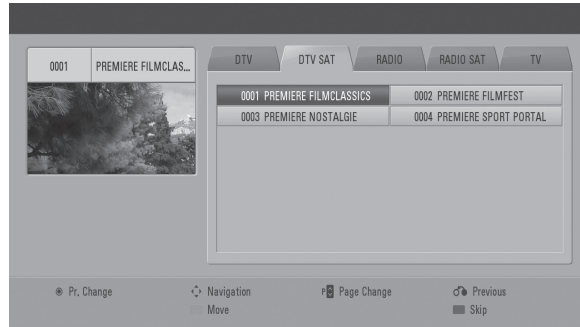 0001 PREMIERE FILMCLAS...
DTV DTV SAT RADIO RADIO SAT TV
0001 PREMIERE FILMCLASSICS 0002 PREMIERE FILMFEST
0003 PREMIERE NOSTALGIE 0004 PREMIERE SPORT PORTAL
Pr. Change Navigation P Page Change Previous
Move Skip